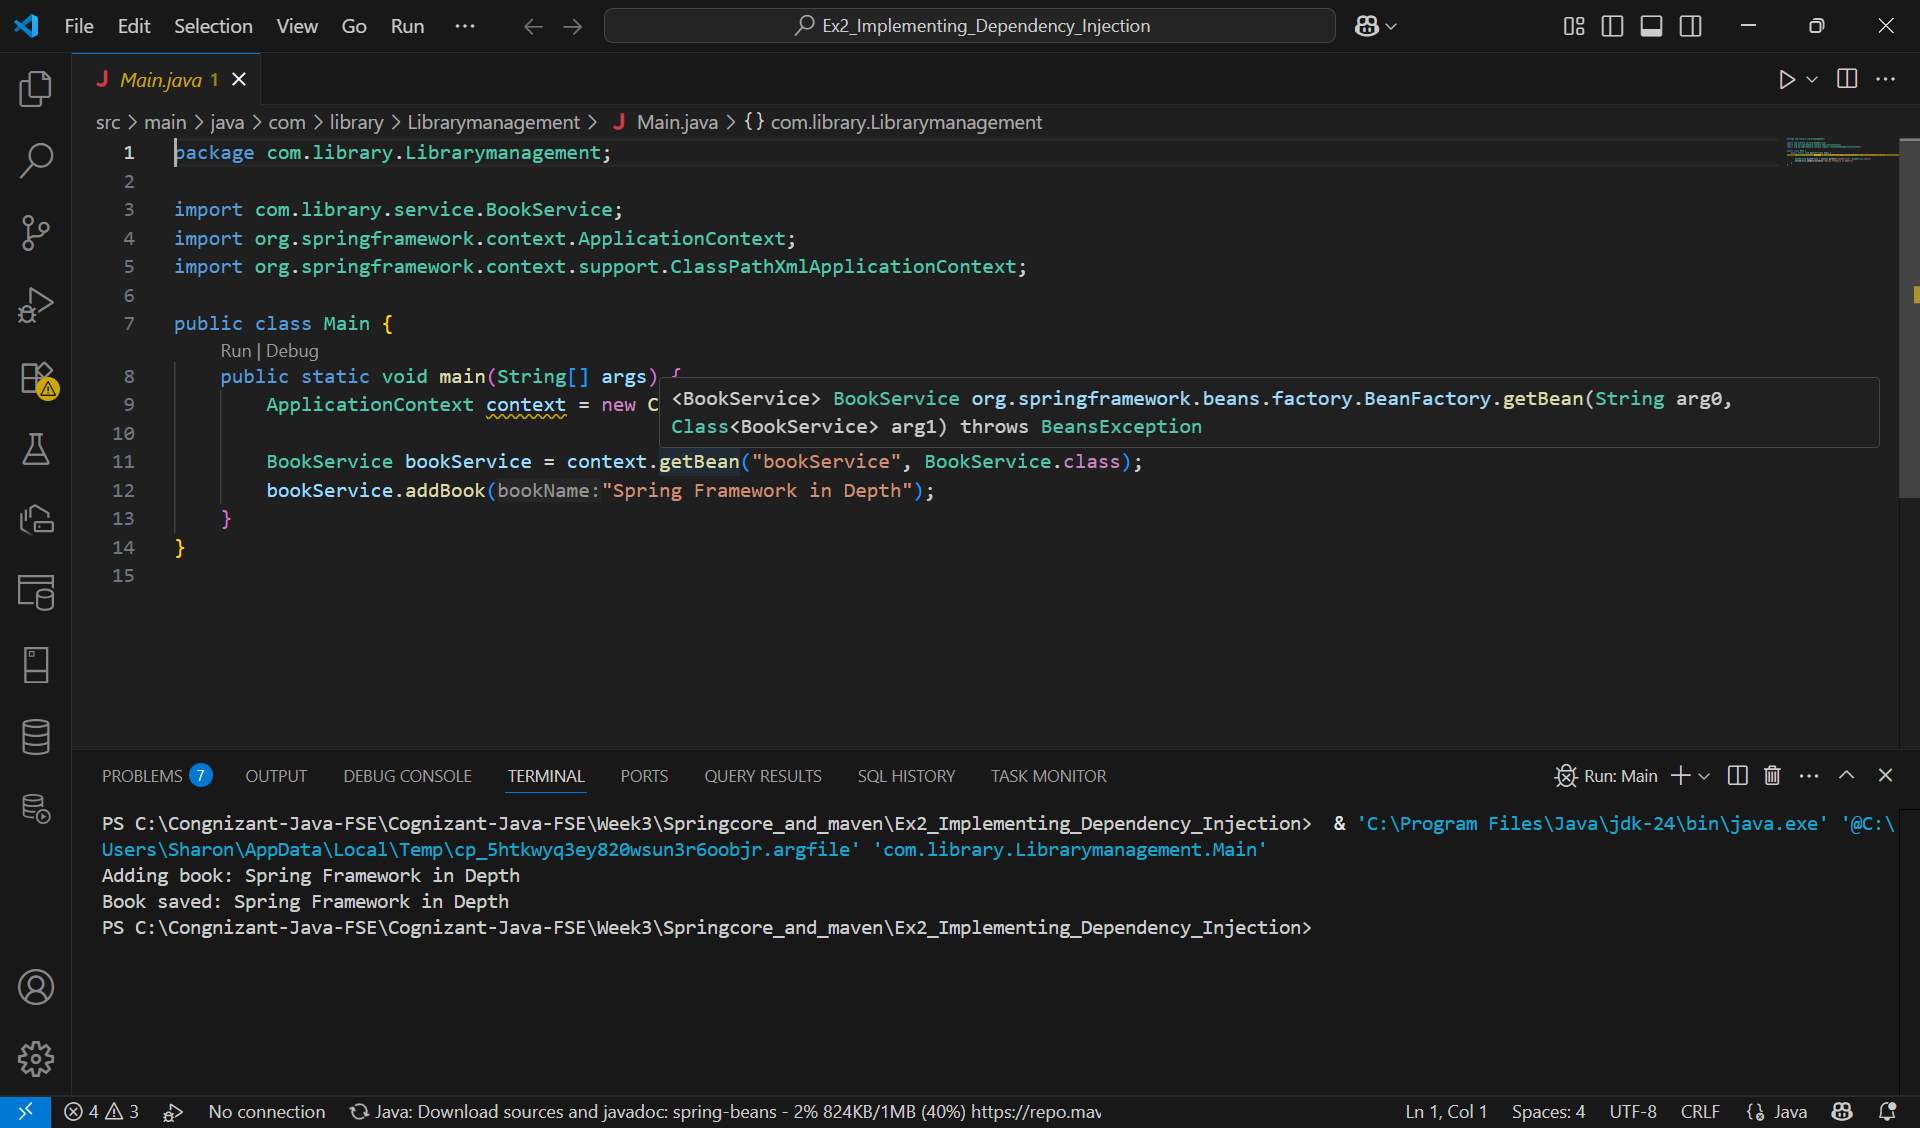 File Edit Selection View Go Run ··· Ex2_Implementing_Dependency_Injection
J Main.java 1
src > main > java > com > library > Librarymanagement > J Main.java > {} com.library.Librarymanagement
1 package com.library.Librarymanagement;
2
3 import com.library.service.BookService;
4 import org.springframework.context.ApplicationContext;
5 import org.springframework.context.support.ClassPathXmlApplicationContext;
6
7 public class Main {
Run | Debug
8 public static void main(String[] args) {
9 ApplicationContext context = new C
<BookService> BookService org.springframework.beans.factory.BeanFactory.getBean(String arg0,
Class<BookService> arg1) throws BeansException
10
11 BookService bookService = context.getBean("bookService", BookService.class);
12 bookService.addBook(bookName:"Spring Framework in Depth");
13 }
14 }
15
PROBLEMS 7 OUTPUT DEBUG CONSOLE TERMINAL PORTS QUERY RESULTS SQL HISTORY TASK MONITOR Run: Main
PS C:\Congnizant-Java-FSE\Cognizant-Java-FSE\Week3\Springcore_and_maven\Ex2_Implementing_Dependency_Injection> & 'C:\Program Files\Java\jdk-24\bin\java.exe' '@C:\
Users\Sharon\AppData\Local\Temp\cp_5htkwyq3ey820wsun3r6oobjr.argfile' 'com.library.Librarymanagement.Main'
Adding book: Spring Framework in Depth
Book saved: Spring Framework in Depth
PS C:\Congnizant-Java-FSE\Cognizant-Java-FSE\Week3\Springcore_and_maven\Ex2_Implementing_Dependency_Injection>
4 3 No connection Java: Download sources and javadoc: spring-beans - 2% 824KB/1MB (40%) https://repo.mav Ln 1, Col 1 Spaces: 4 UTF-8 CRLF {} Java